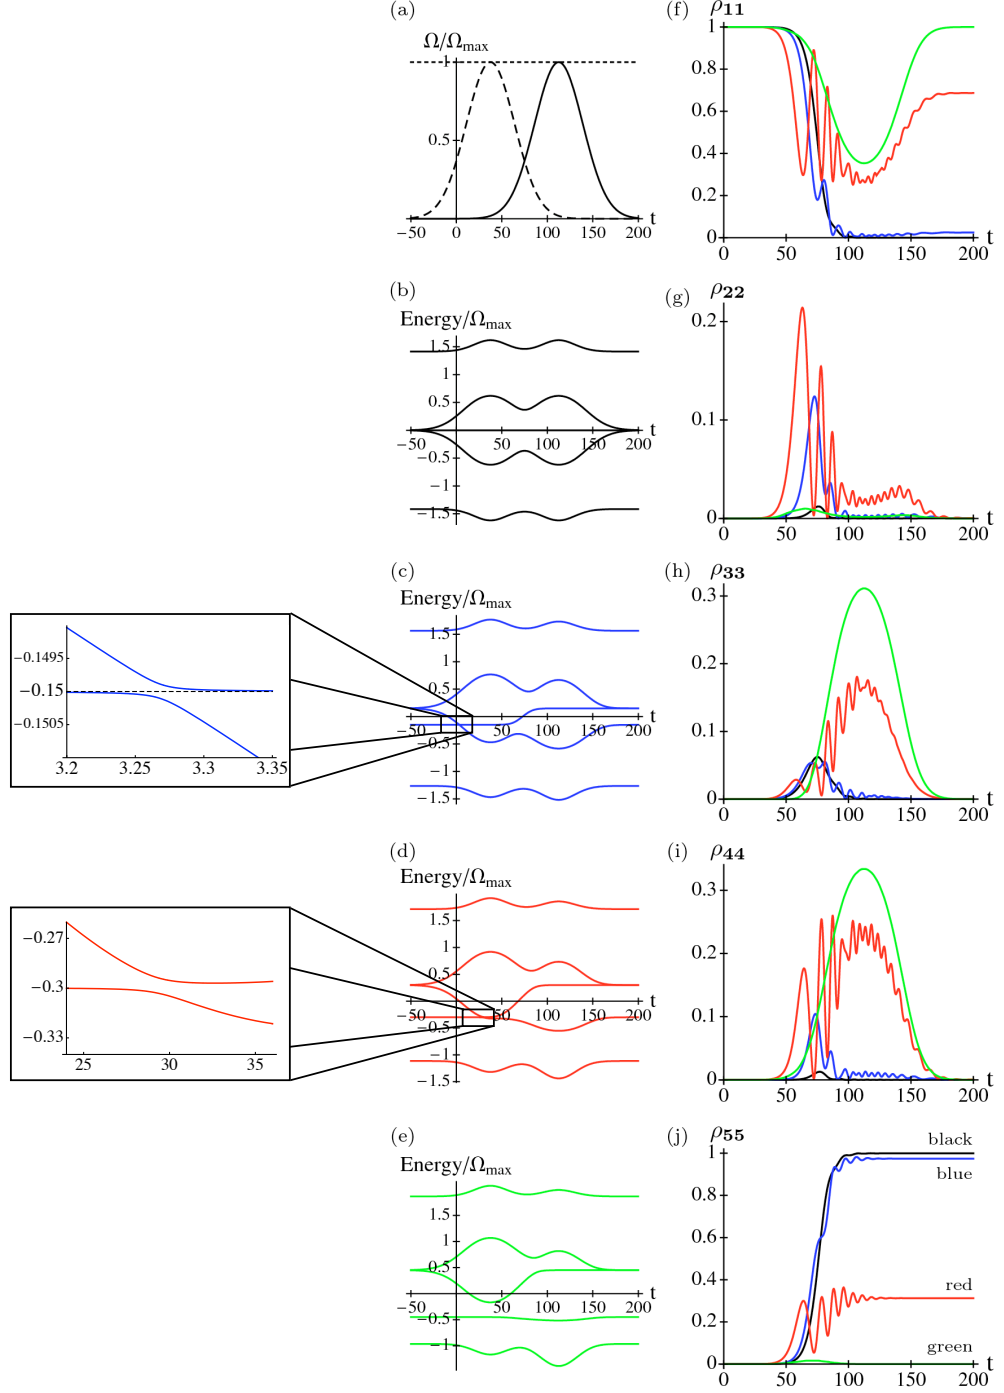 (a)
Ω/Ωmax
1
0.5
−50 0 50 100 150 200 t
(f) ρ11
1
0.8
0.6
0.4
0.2
0
0 50 100 150 200 t
(b)
Energy/Ωmax
1.5
1
0.5
−50 50 100 150 200 t
−0.5
−1
−1.5
(g) ρ22
0.2
0.1
0
0 50 100 150 200 t
(c)
Energy/Ωmax
1.5
1
0.5
−50 50 100 150 200 t
−0.5
−1
−1.5
−0.1495
−0.15
−0.1505
3.2 3.25 3.3 3.35
(h) ρ33
0.3
0.2
0.1
0
0 50 100 150 200 t
(d)
Energy/Ωmax
1.5
1
0.5
50 100 150 200 t
−0.5
−1
−1.5
−0.27
−0.3
−0.33
25 30 35
(i) ρ44
0.3
0.2
0.1
0
0 50 100 150 200 t
(e)
Energy/Ωmax
1.5
1
0.5
−50 50 100 150 200 t
−0.5
−1
(j) ρ55
1
0.8
0.6
0.4
0.2
0
black
blue
red
green
0 50 100 150 200 t